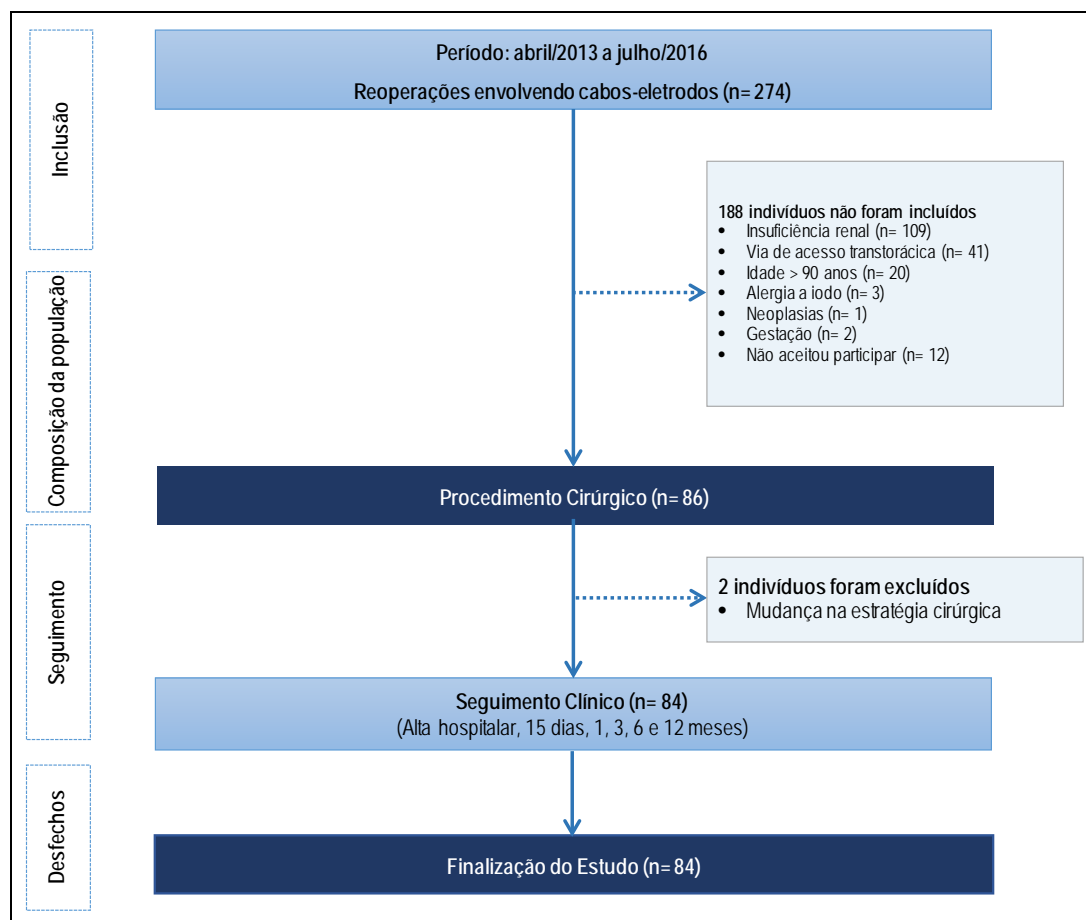 Inclusão
Período: abril/2013 a julho/2016
Reoperações envolvendo cabos-eletrodos (n= 274)
188 indivíduos não foram incluídos
• Insuficiência renal (n= 109)
• Via de acesso transtorácica (n= 41)
• Idade > 90 anos (n= 20)
• Alergia a iodo (n= 3)
• Neoplasias (n= 1)
• Gestação (n= 2)
• Não aceitou participar (n= 12)
Composição da população
Procedimento Cirúrgico (n= 86)
Seguimento
2 indivíduos foram excluídos
• Mudança na estratégia cirúrgica
Seguimento Clínico (n= 84)
(Alta hospitalar, 15 dias, 1, 3, 6 e 12 meses)
Desfechos
Finalização do Estudo (n= 84)